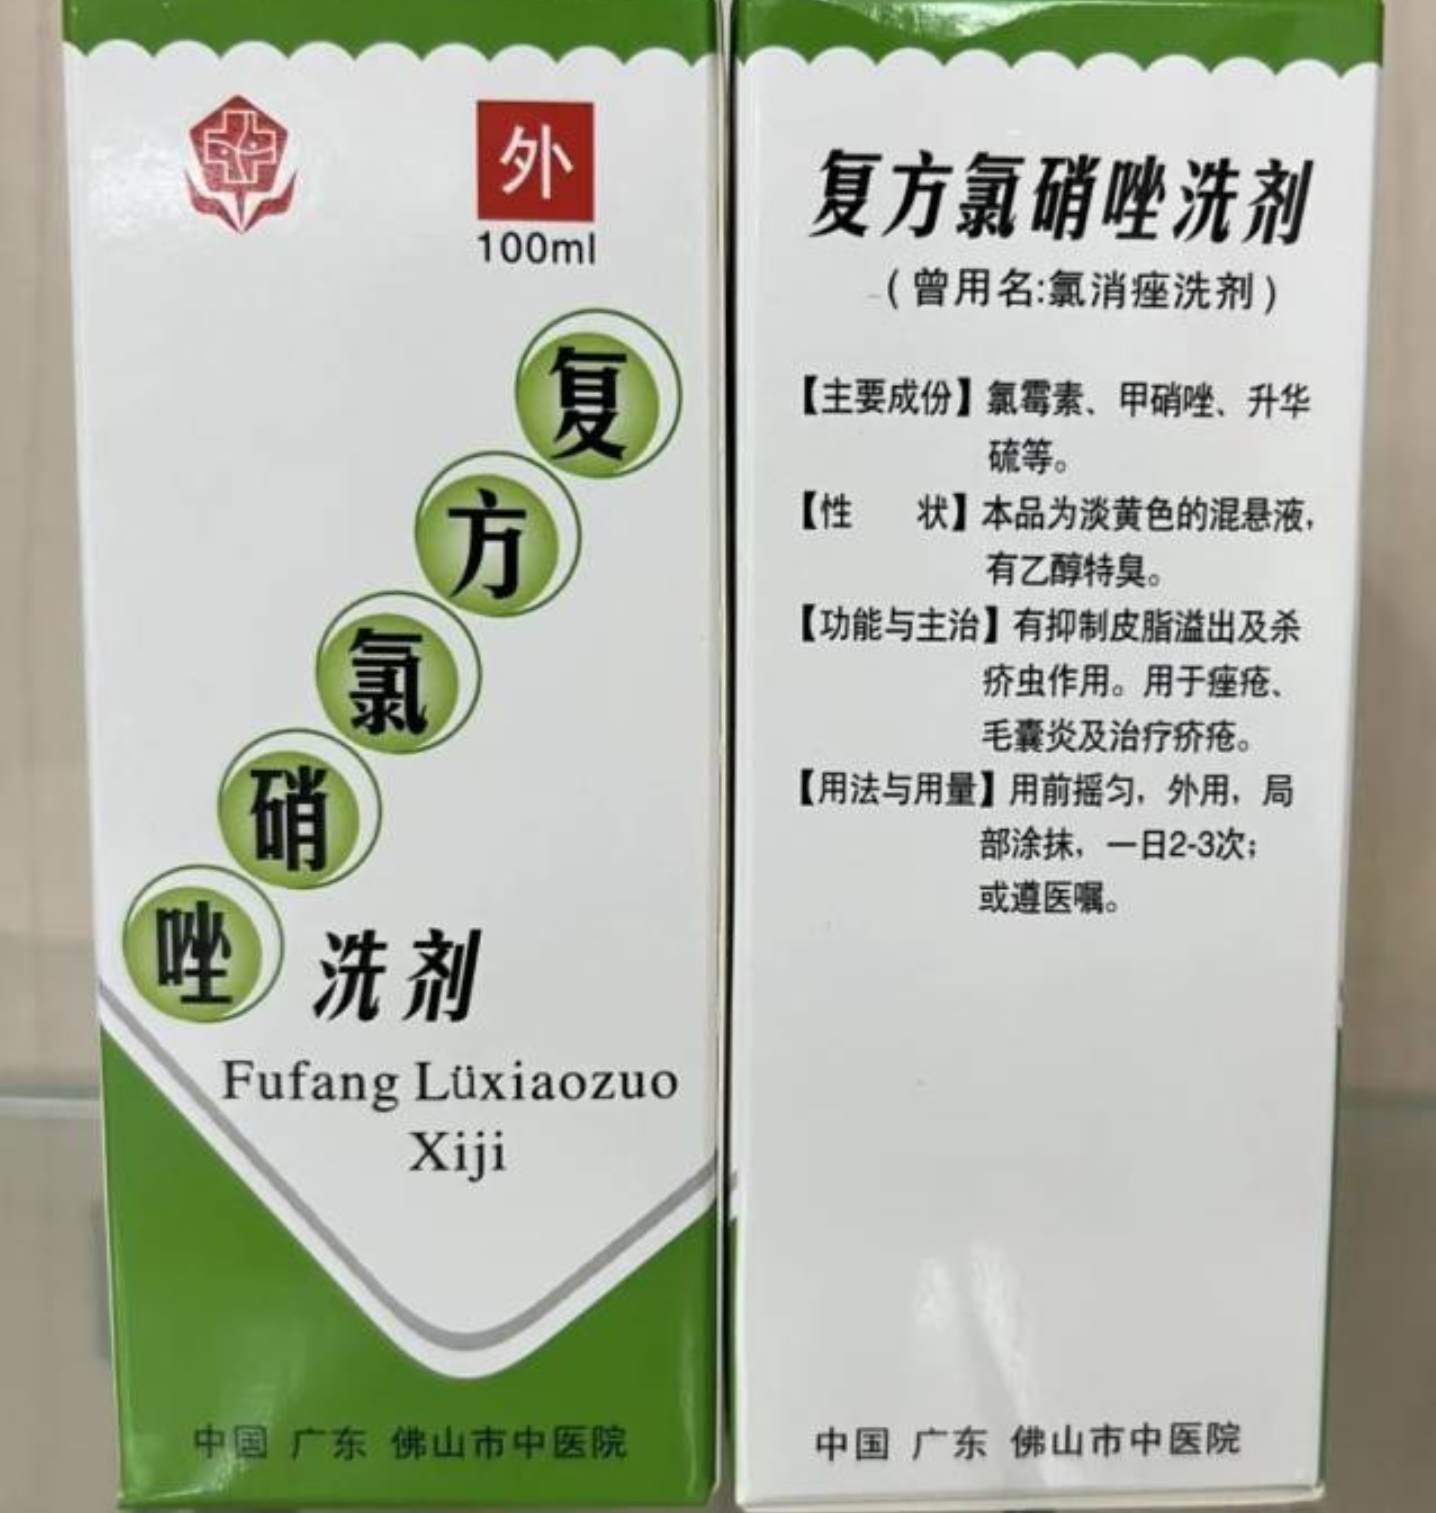 外
100ml
复
方
氯
硝
唑
洗剂
Fufang Lüxiaozuo
Xiji
中国 广东 佛山市中医院
复方氯硝唑洗剂
(曾用名:氯消痤洗剂)
【主要成份】氯霉素、甲硝唑、升华
硫等。
【性　　状】本品为淡黄色的混悬液,
有乙醇特臭。
【功能与主治】有抑制皮脂溢出及杀
疥虫作用。用于痤疮、
毛囊炎及治疗疥疮。
【用法与用量】用前摇匀,外用,局
部涂抹,一日2-3次;
或遵医嘱。
中国 广东 佛山市中医院